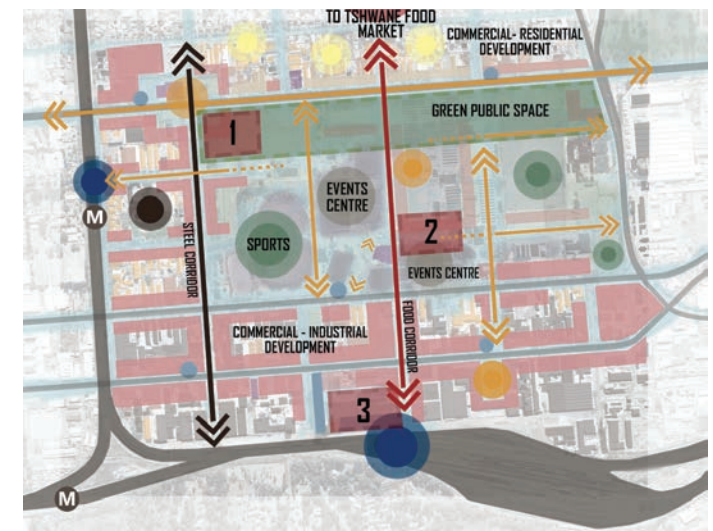 TO TSHWANE FOOD
MARKET
COMMERCIAL- RESIDENTIAL
DEVELOPMENT
GREEN PUBLIC SPACE
1
EVENTS
CENTRE
M
STEEL CORRIDOR
SPORTS
2
EVENTS CENTRE
FOOD CORRIDOR
COMMERCIAL - INDUSTRIAL
DEVELOPMENT
3
M